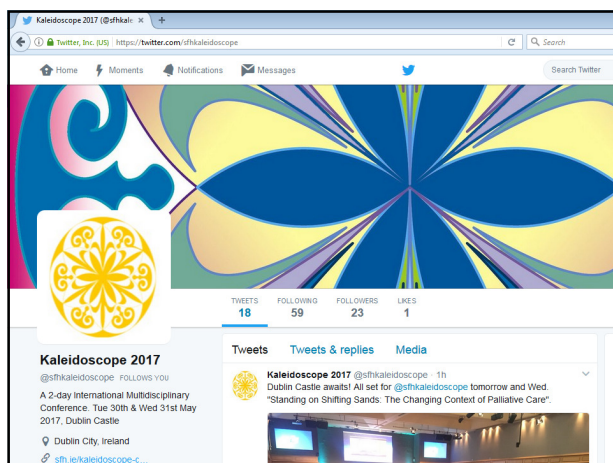 Kaleidoscope 2017 (@sfhkale
Twitter, Inc. (US) https://twitter.com/sfhkaleidoscope
Search
Home Moments Notifications Messages
Search Twitter
TWEETS FOLLOWING FOLLOWERS LIKES
18 59 23 1
Tweets Tweets & replies Media
Kaleidoscope 2017
@sfhkaleidoscope FOLLOWS YOU
A 2-day International Multidisciplinary
Conference. Tue 30th & Wed 31st May
2017, Dublin Castle
Dublin City, Ireland
sfh.ie/kaleidoscope-c...
Kaleidoscope 2017 @sfhkaleidoscope · 1h
Dublin Castle awaits! All set for @sfhkaleidoscope tomorrow and Wed.
"Standing on Shifting Sands: The Changing Context of Palliative Care".